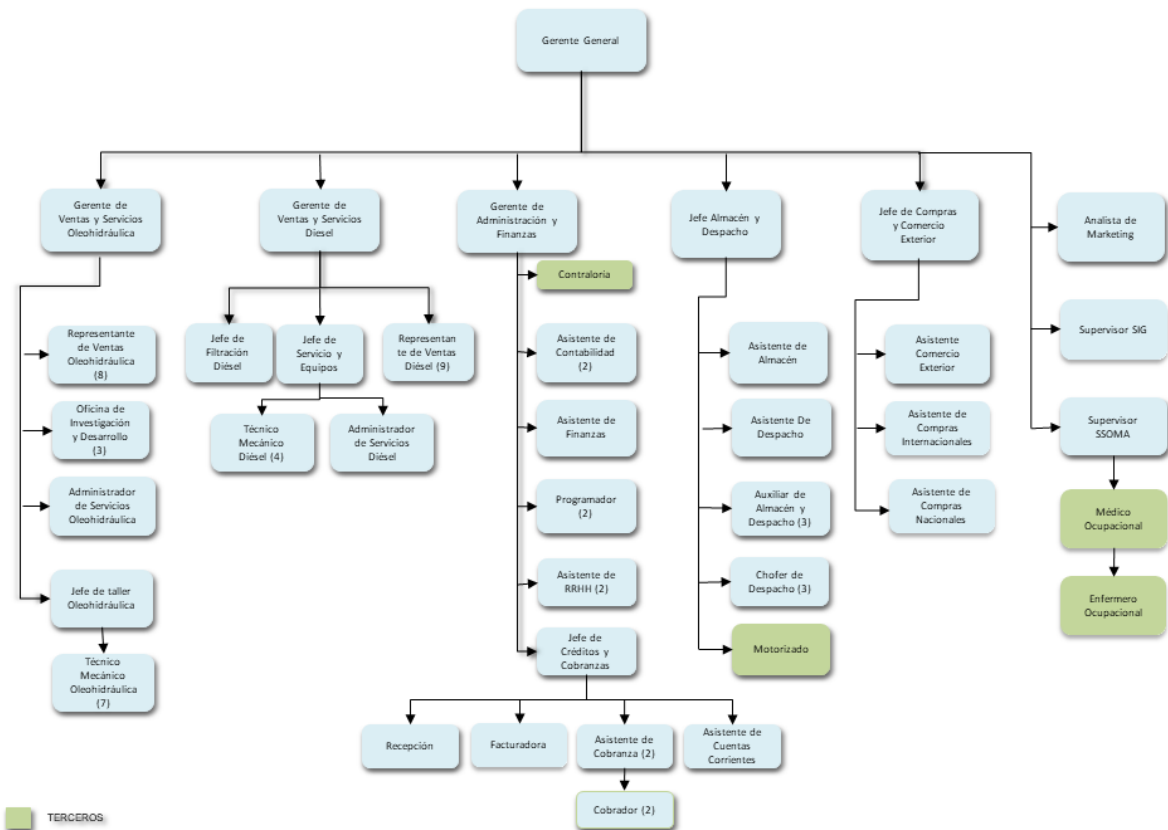 Gerente General
Gerente de
Ventas y Servicios
Oleohidráulica
Gerente de
Ventas y Servicios
Diesel
Gerente de
Administración y
Finanzas
Jefe Almacén y
Despacho
Jefe de Compras
y Comercio
Exterior
Analista de
Marketing
Contraloria
Representante
de Ventas
Oleohidráulica
(8)
Jefe de
Filtración
Diésel
Jefe de
Servicio y
Equipos
Representan
te de Ventas
Diésel (9)
Asistente de
Contabilidad
(2)
Asistente de
Almacén
Asistente
Comercio
Exterior
Supervisor SIG
Oficina de
Investigación
y Desarrollo
(3)
Técnico
Mecánico
Diésel (4)
Administrador
de Servicios
Diésel
Asistente de
Finanzas
Asistente De
Despacho
Asistente de
Compras
Internacionales
Supervisor
SSOMA
Administrador
de Servicios
Oleohidráulica
Programador
(2)
Auxiliar de
Almacén y
Despacho (3)
Asistente de
Compras
Nacionales
Médico
Ocupacional
Jefe de taller
Oleohidráulica
Asistente de
RRHH (2)
Chofer de
Despacho (3)
Enfermero
Ocupacional
Técnico
Mecánico
Oleohidráulica
(7)
Jefe de
Créditos y
Cobranzas
Motorizado
Recepción
Facturadora
Asistente de
Cobranza (2)
Asistente de
Cuentas
Corrientes
Cobrador (2)
TERCEROS